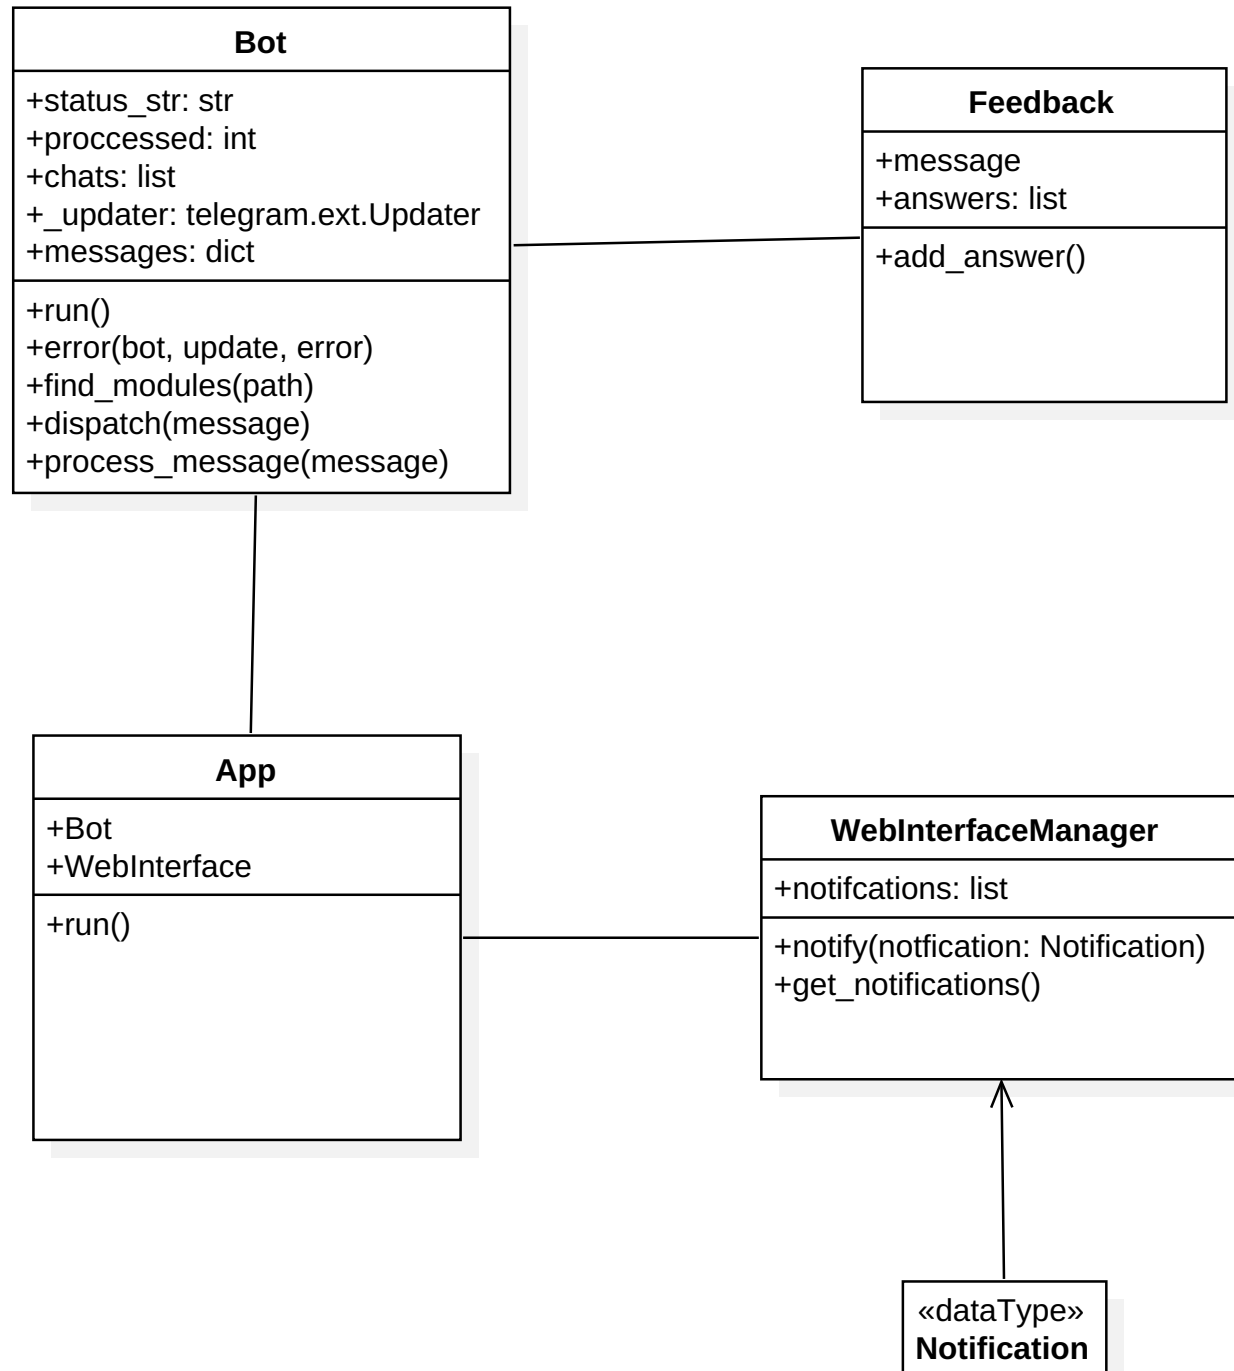 Bot
+status_str: str
+proccessed: int
+chats: list
+_updater: telegram.ext.Updater
+messages: dict
+run()
+error(bot, update, error)
+find_modules(path)
+dispatch(message)
+process_message(message)
Feedback
+message
+answers: list
+add_answer()
App
+Bot
+WebInterface
+run()
WebInterfaceManager
+notifcations: list
+notify(notfication: Notification)
+get_notifications()
«dataType»
Notification